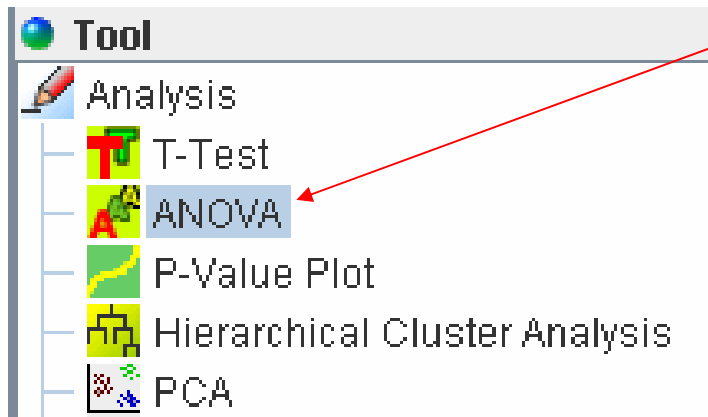 Tool
Analysis
T-Test
ANOVA
P-Value Plot
Hierarchical Cluster Analysis
PCA